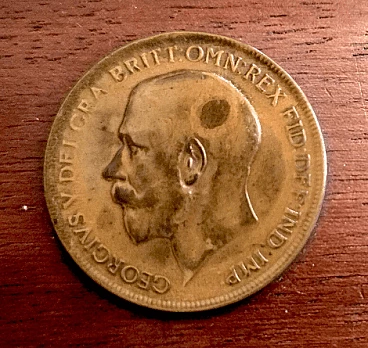 GEORGIVS V DEI GRA BRITT: OMN: REX FID: DEF: IND: IMP: